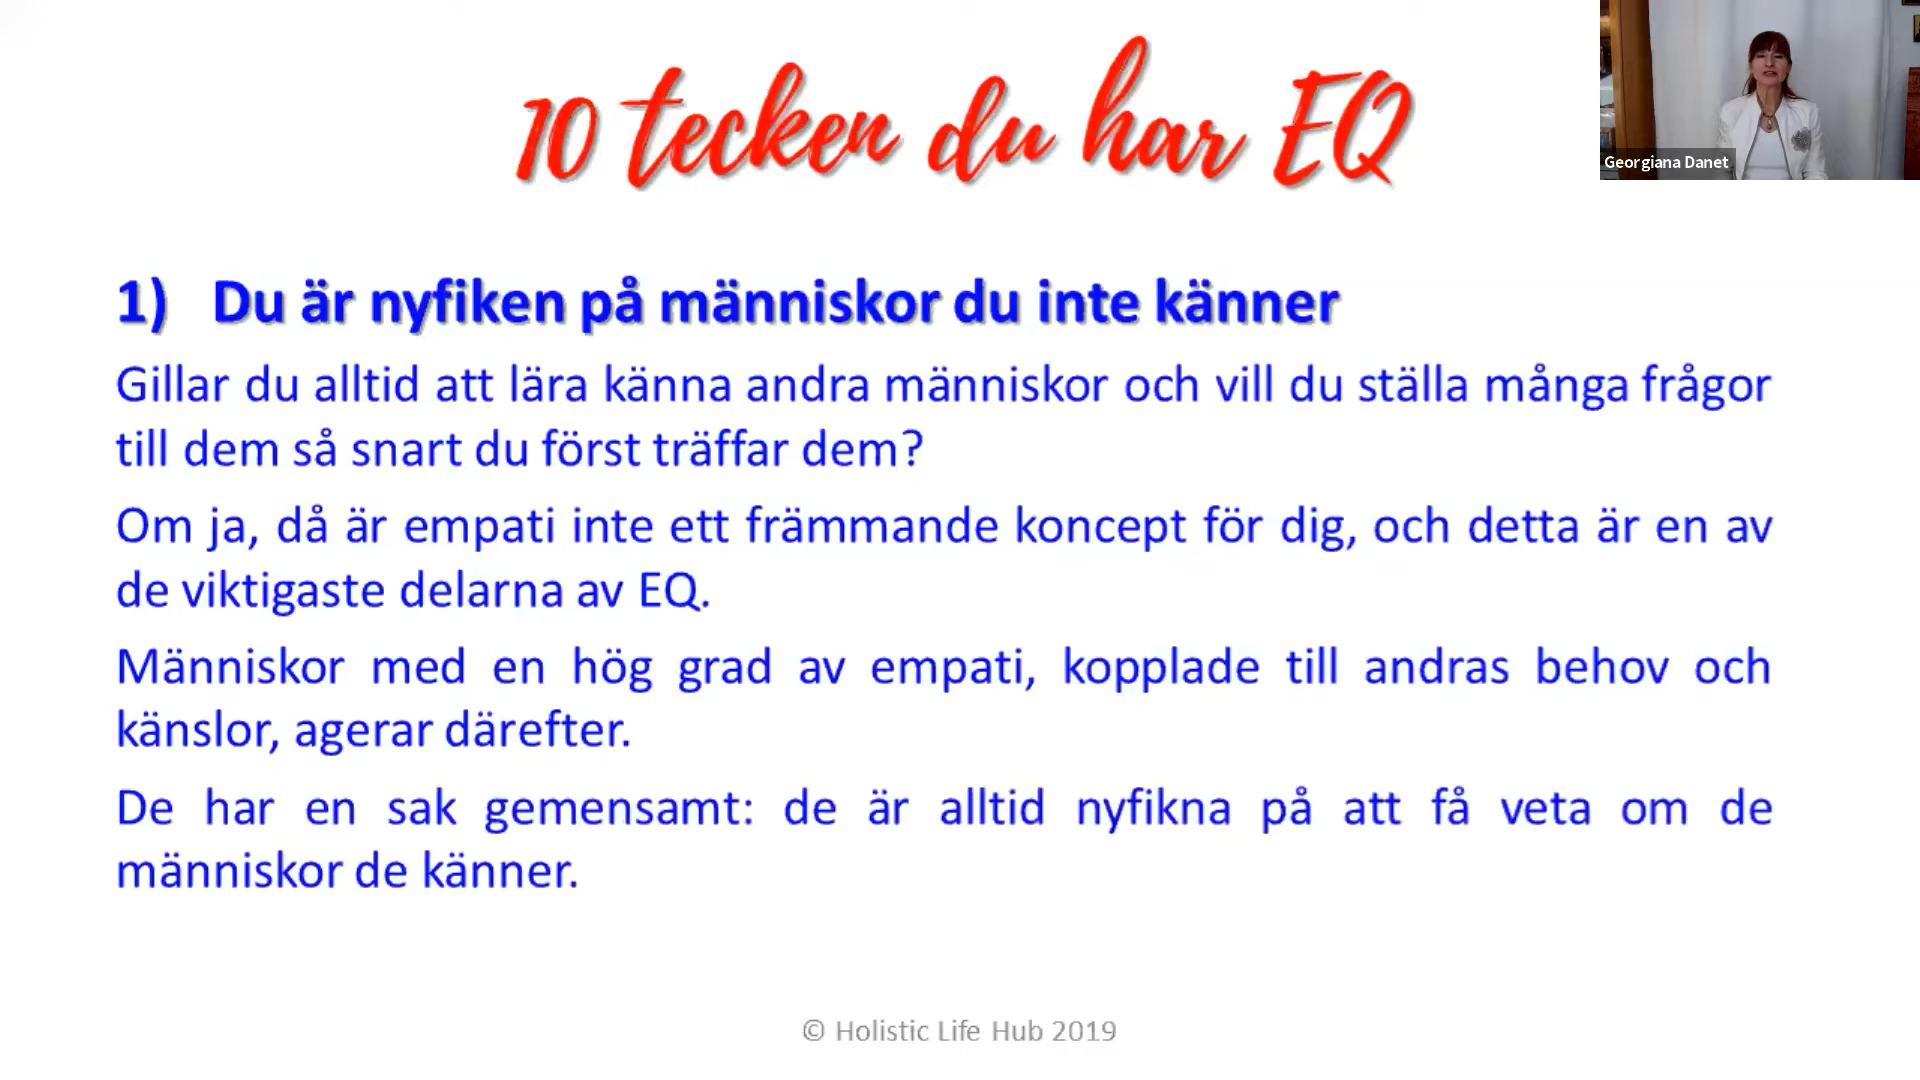 10 tecken du har EQ
Georgiana Danet
1) Du är nyfiken på människor du inte känner
Gillar du alltid att lära känna andra människor och vill du ställa många frågor
till dem så snart du först träffar dem?
Om ja, då är empati inte ett främmande koncept för dig, och detta är en av
de viktigaste delarna av EQ.
Människor med en hög grad av empati, kopplade till andras behov och
känslor, agerar därefter.
De har en sak gemensamt: de är alltid nyfikna på att få veta om de
människor de känner.
© Holistic Life Hub 2019